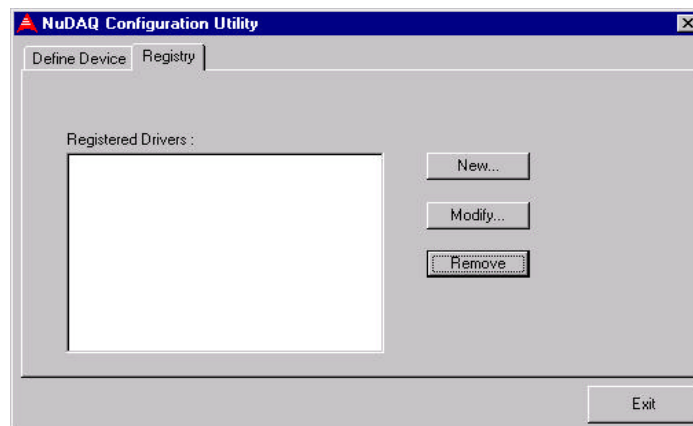 NuDAQ Configuration Utility
Define Device
Registry
Registered Drivers :
New...
Modify...
Remove
Exit